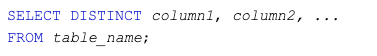 SELECT DISTINCT column1, column2, ...
FROM table_name;